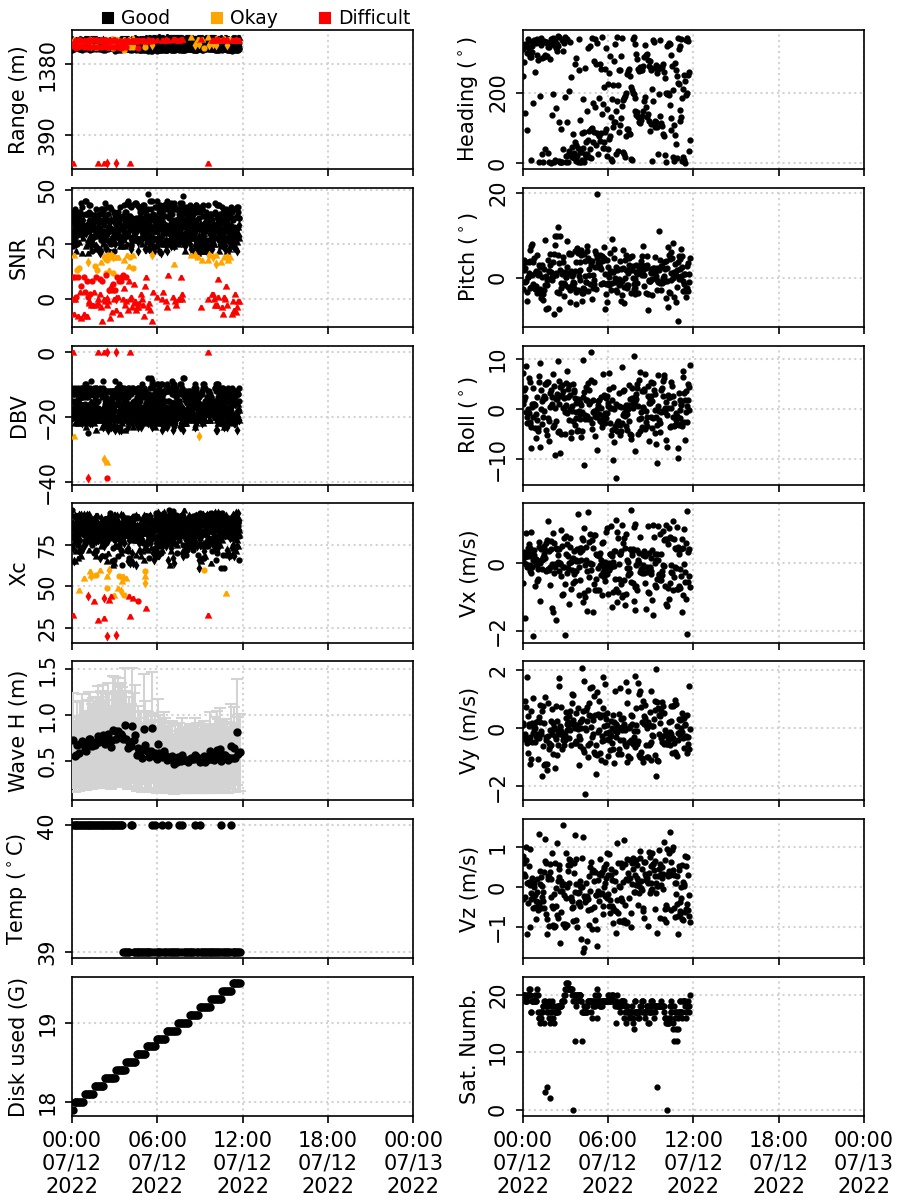 Good Okay Difficult
Range (m)
1380
390
Heading (°)
200
0
SNR
50
25
0
Pitch (°)
20
0
DBV
0
−20
−40
Roll (°)
10
0
−10
Xc
75
50
25
Vx (m/s)
0
−2
Wave H (m)
1.5
1.0
0.5
Vy (m/s)
2
0
−2
Temp (°C)
40
39
Vz (m/s)
1
0
−1
Disk used (G)
19
18
Sat. Numb.
20
10
0
00:00 06:00 12:00 18:00 00:00
07/12 07/12 07/12 07/12 07/13
2022 2022 2022 2022 2022
00:00 06:00 12:00 18:00 00:00
07/12 07/12 07/12 07/12 07/13
2022 2022 2022 2022 2022